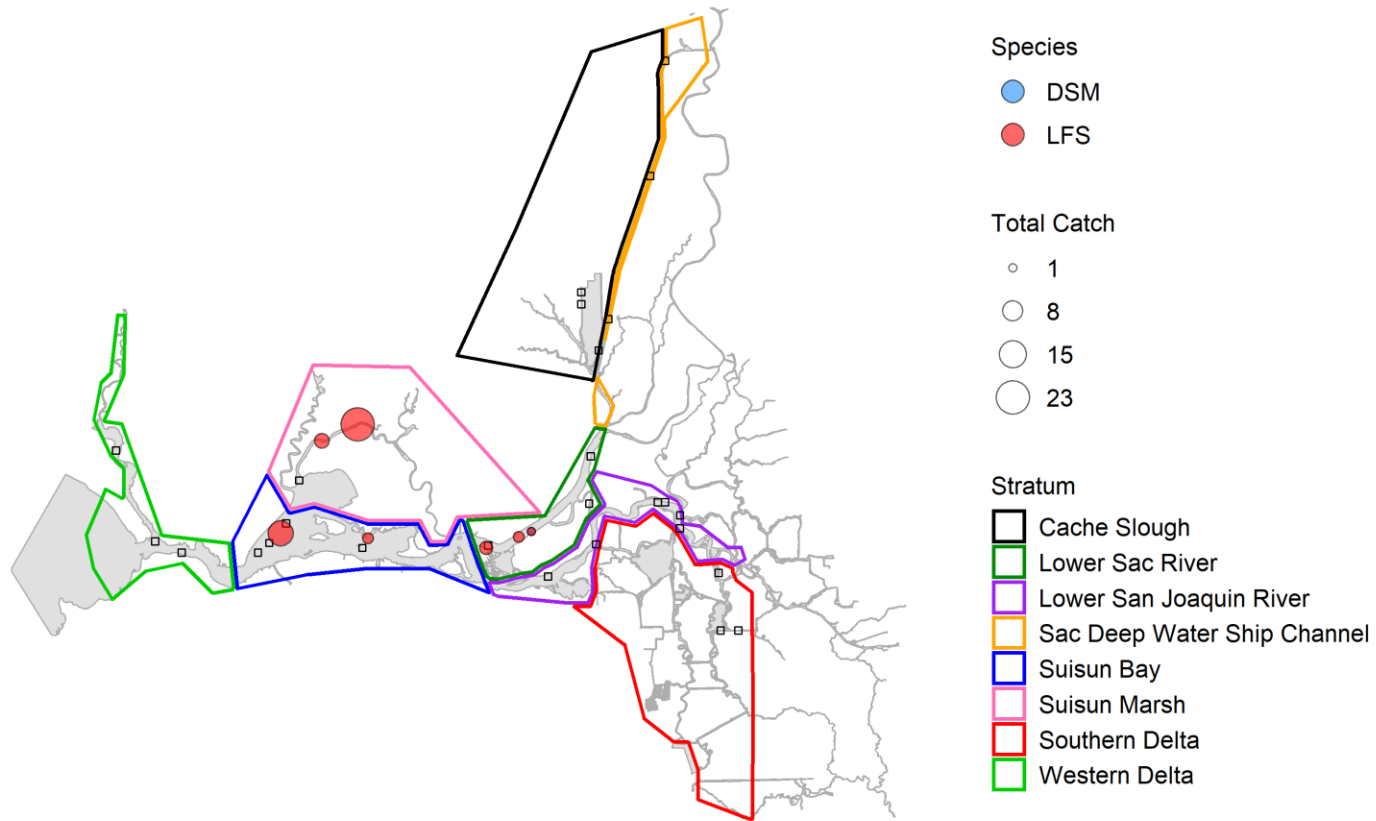 Species
DSM
LFS
Total Catch
1
8
15
23
Stratum
Cache Slough
Lower Sac River
Lower San Joaquin River
Sac Deep Water Ship Channel
Suisun Bay
Suisun Marsh
Southern Delta
Western Delta